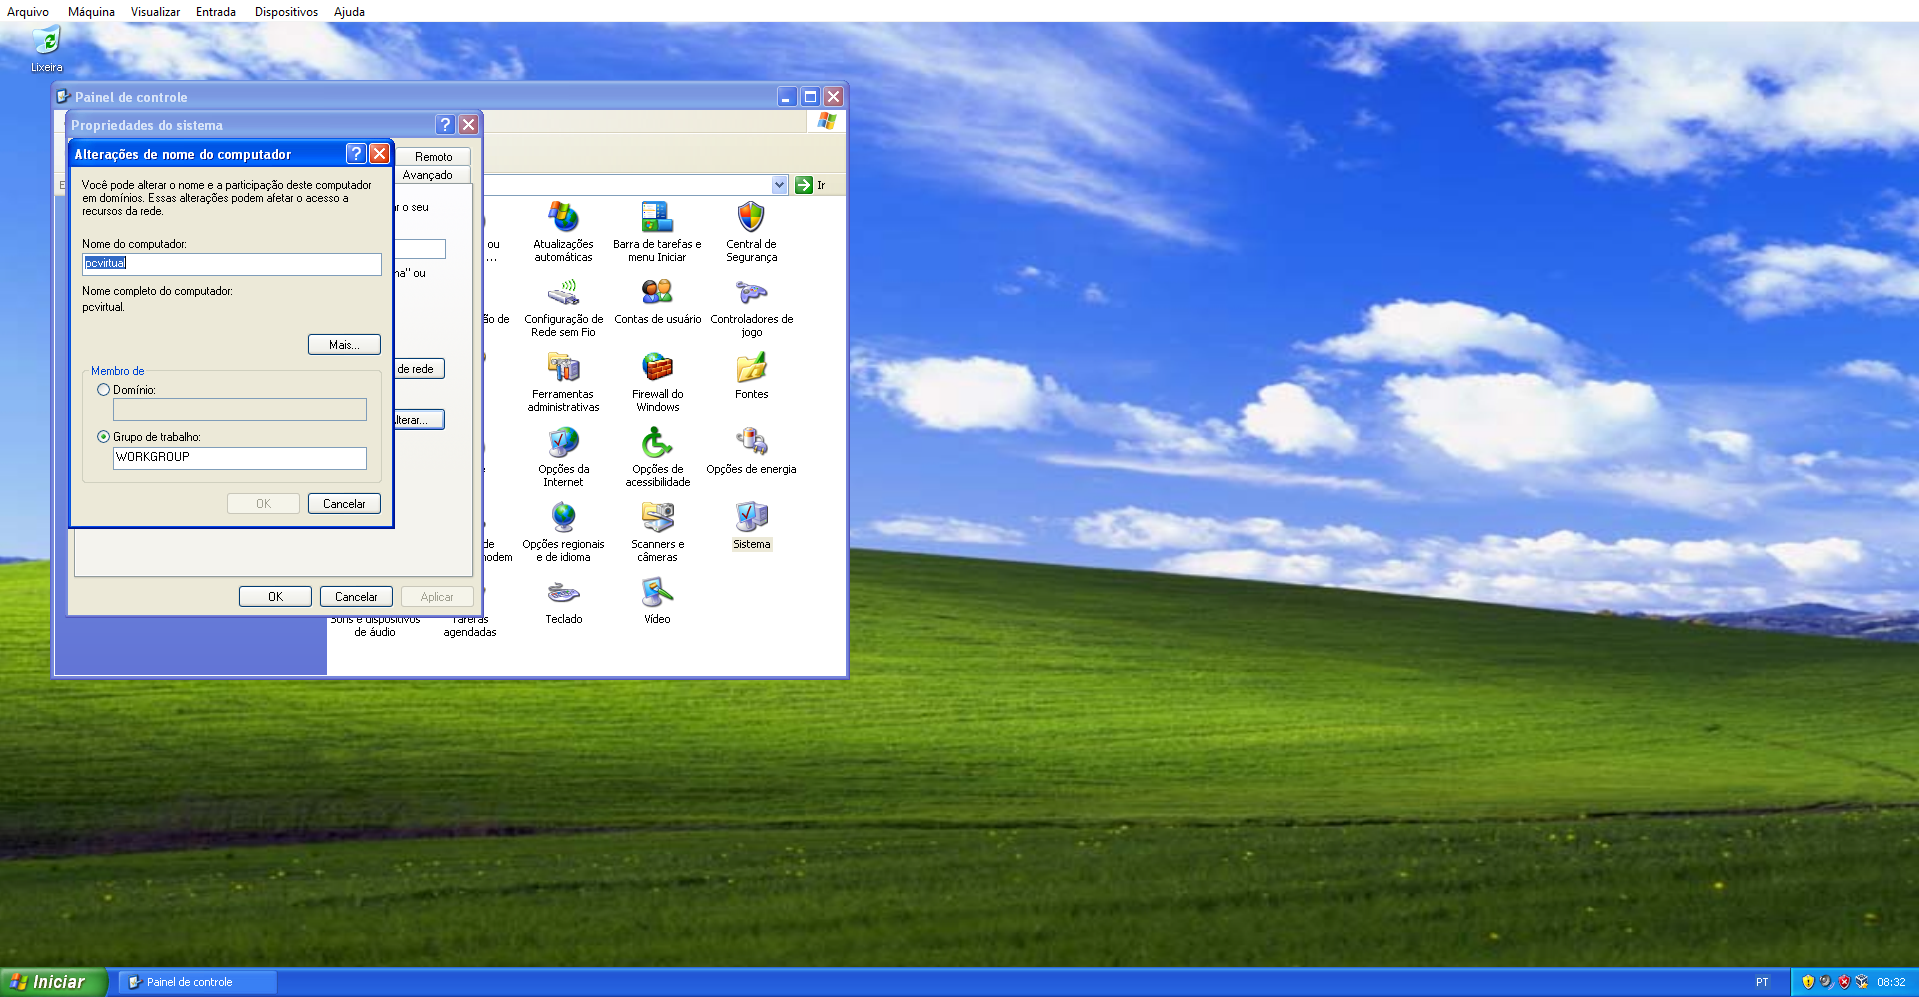 Arquivo Máquina Visualizar Entrada Dispositivos Ajuda
Lixeira
Painel de controle
Propriedades do sistema
Alterações de nome do computador
Remoto
Avançado
Você pode alterar o nome e a participação deste computador
em domínios. Essas alterações podem afetar o acesso a
recursos da rede.
Nome do computador:
pcvirtual
Nome completo do computador:
pcvirtual.
Mais...
Membro de
Domínio:
Grupo de trabalho:
WORKGROUP
OK Cancelar
o seu
ou
de rede
OK Cancelar Aplicar
Ir
ou
...
Atualizações
automáticas
Barra de tarefas e
menu Iniciar
Central de
Segurança
de
Configuração de
Rede sem Fio
Contas de usuário
Controladores de
jogo
Ferramentas
administrativas
Firewall do
Windows
Fontes
Opções da
Internet
Opções de
acessibilidade
Opções de energia
de
Opções regionais
e de idioma
Scanners e
câmeras
Sistema
Sons e dispositivos
de áudio
Tarefas
agendadas
Teclado
Vídeo
Iniciar
Painel de controle
PT
08:32